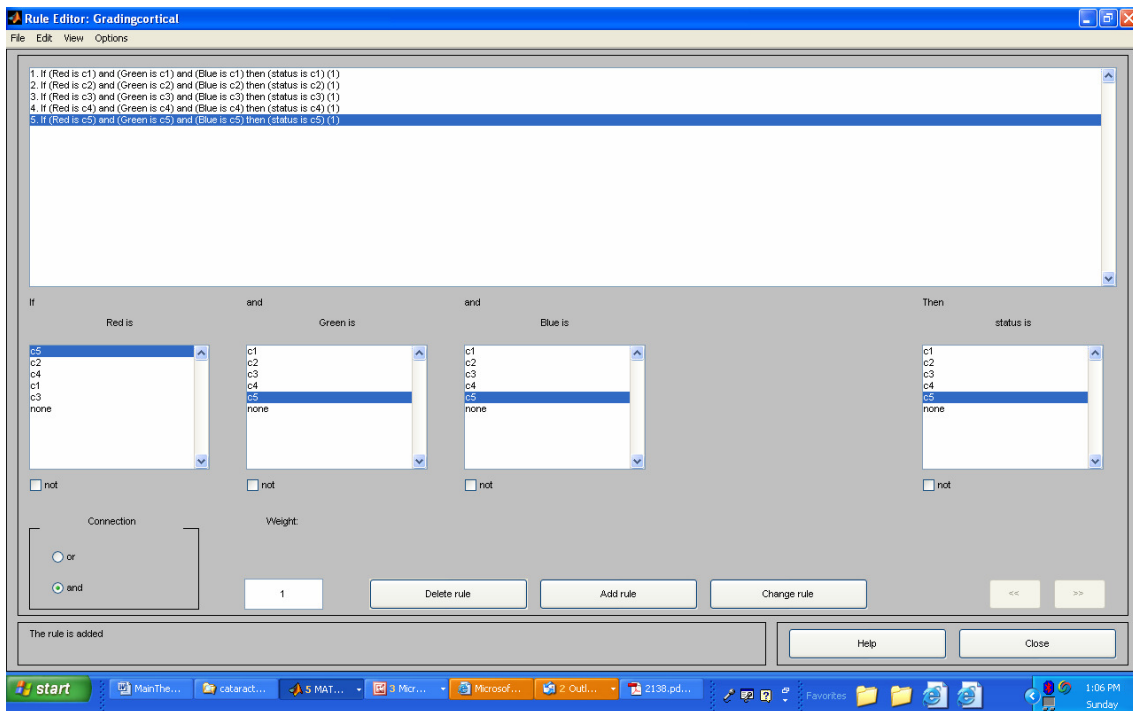 Rule Editor: Gradingcortical
File Edit View Options
1. If (Red is c1) and (Green is c1) and (Blue is c1) then (status is c1) (1)
2. If (Red is c2) and (Green is c2) and (Blue is c2) then (status is c2) (1)
3. If (Red is c3) and (Green is c3) and (Blue is c3) then (status is c3) (1)
4. If (Red is c4) and (Green is c4) and (Blue is c4) then (status is c4) (1)
5. If (Red is c5) and (Green is c5) and (Blue is c5) then (status is c5) (1)
If and and Then
Red is Green is Blue is status is
c5 c1 c1 c1
c2 c2 c2 c2
c4 c3 c3 c3
c1 c4 c4 c4
c3 c5 c5 c5
none none none none
not not not not
Connection Weight:
or
and 1 Delete rule Add rule Change rule << >>
The rule is added Help Close
start MainThe... cataract... 5 MAT... 3 Micr... Microsof... 2 Outl... 2138.pd... Favorites 1:06 PM
Sunday